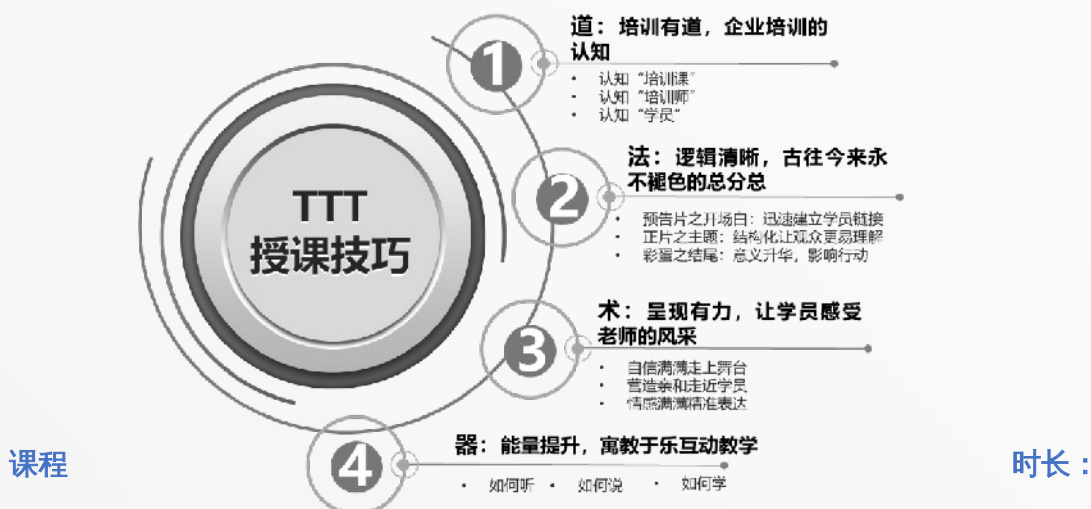 TTT
授课技巧
1
道：培训有道，企业培训的
认知
• 认知“培训课”
• 认知“培训师”
• 认知“学员”
2
法：逻辑清晰，古往今来永
不褪色的总分总
• 预告片之开场白：迅速建立学员链接
• 正片之主题：结构化让观众更易理解
• 彩蛋之结尾：意义升华，影响行动
3
术：呈现有力，让学员感受
老师的风采
• 自信满满走上舞台
• 营造亲和走近学员
• 情感满满精准表达
4
器：能量提升，寓教于乐互动教学
• 如何听 • 如何说 • 如何学
课程
时长：